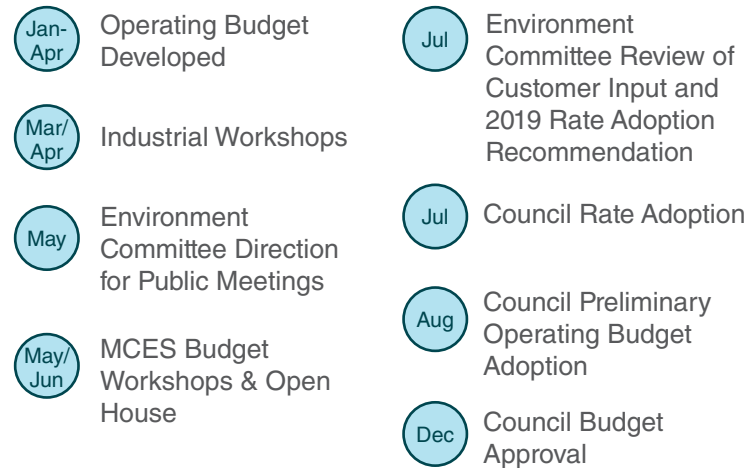 Jan-
Apr
Operating Budget
Developed
Mar/
Apr
Industrial Workshops
May
Environment
Committee Direction
for Public Meetings
May/
Jun
MCES Budget
Workshops & Open
House
Jul
Environment
Committee Review of
Customer Input and
2019 Rate Adoption
Recommendation
Jul
Council Rate Adoption
Aug
Council Preliminary
Operating Budget
Adoption
Dec
Council Budget
Approval